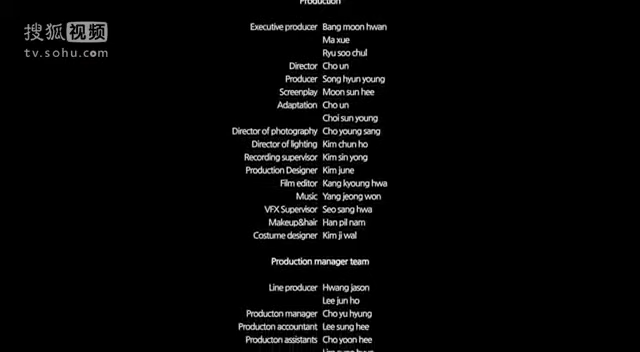 Production
搜狐视频
tv.sohu.com
Executive producer Bang moon hwan
Ma xue
Ryu soo chul
Director Cho un
Producer Song hyun young
Screenplay Moon sun hee
Adaptation Cho un
Choi sun young
Director of photography Cho young sang
Director of lighting Kim chun ho
Recording supervisor Kim sin yong
Production Designer Kim june
Film editor Kang kyoung hwa
Music Yang jeong won
VFX Supervisor Seo sang hwa
Makeup&hair Han pil nam
Costume designer Kim ji wal
Production manager team
Line producer Hwang jason
Lee jun ho
Producton manager Cho yu hyung
Producton accountant Lee sung hee
Producton assistants Cho yoon hee